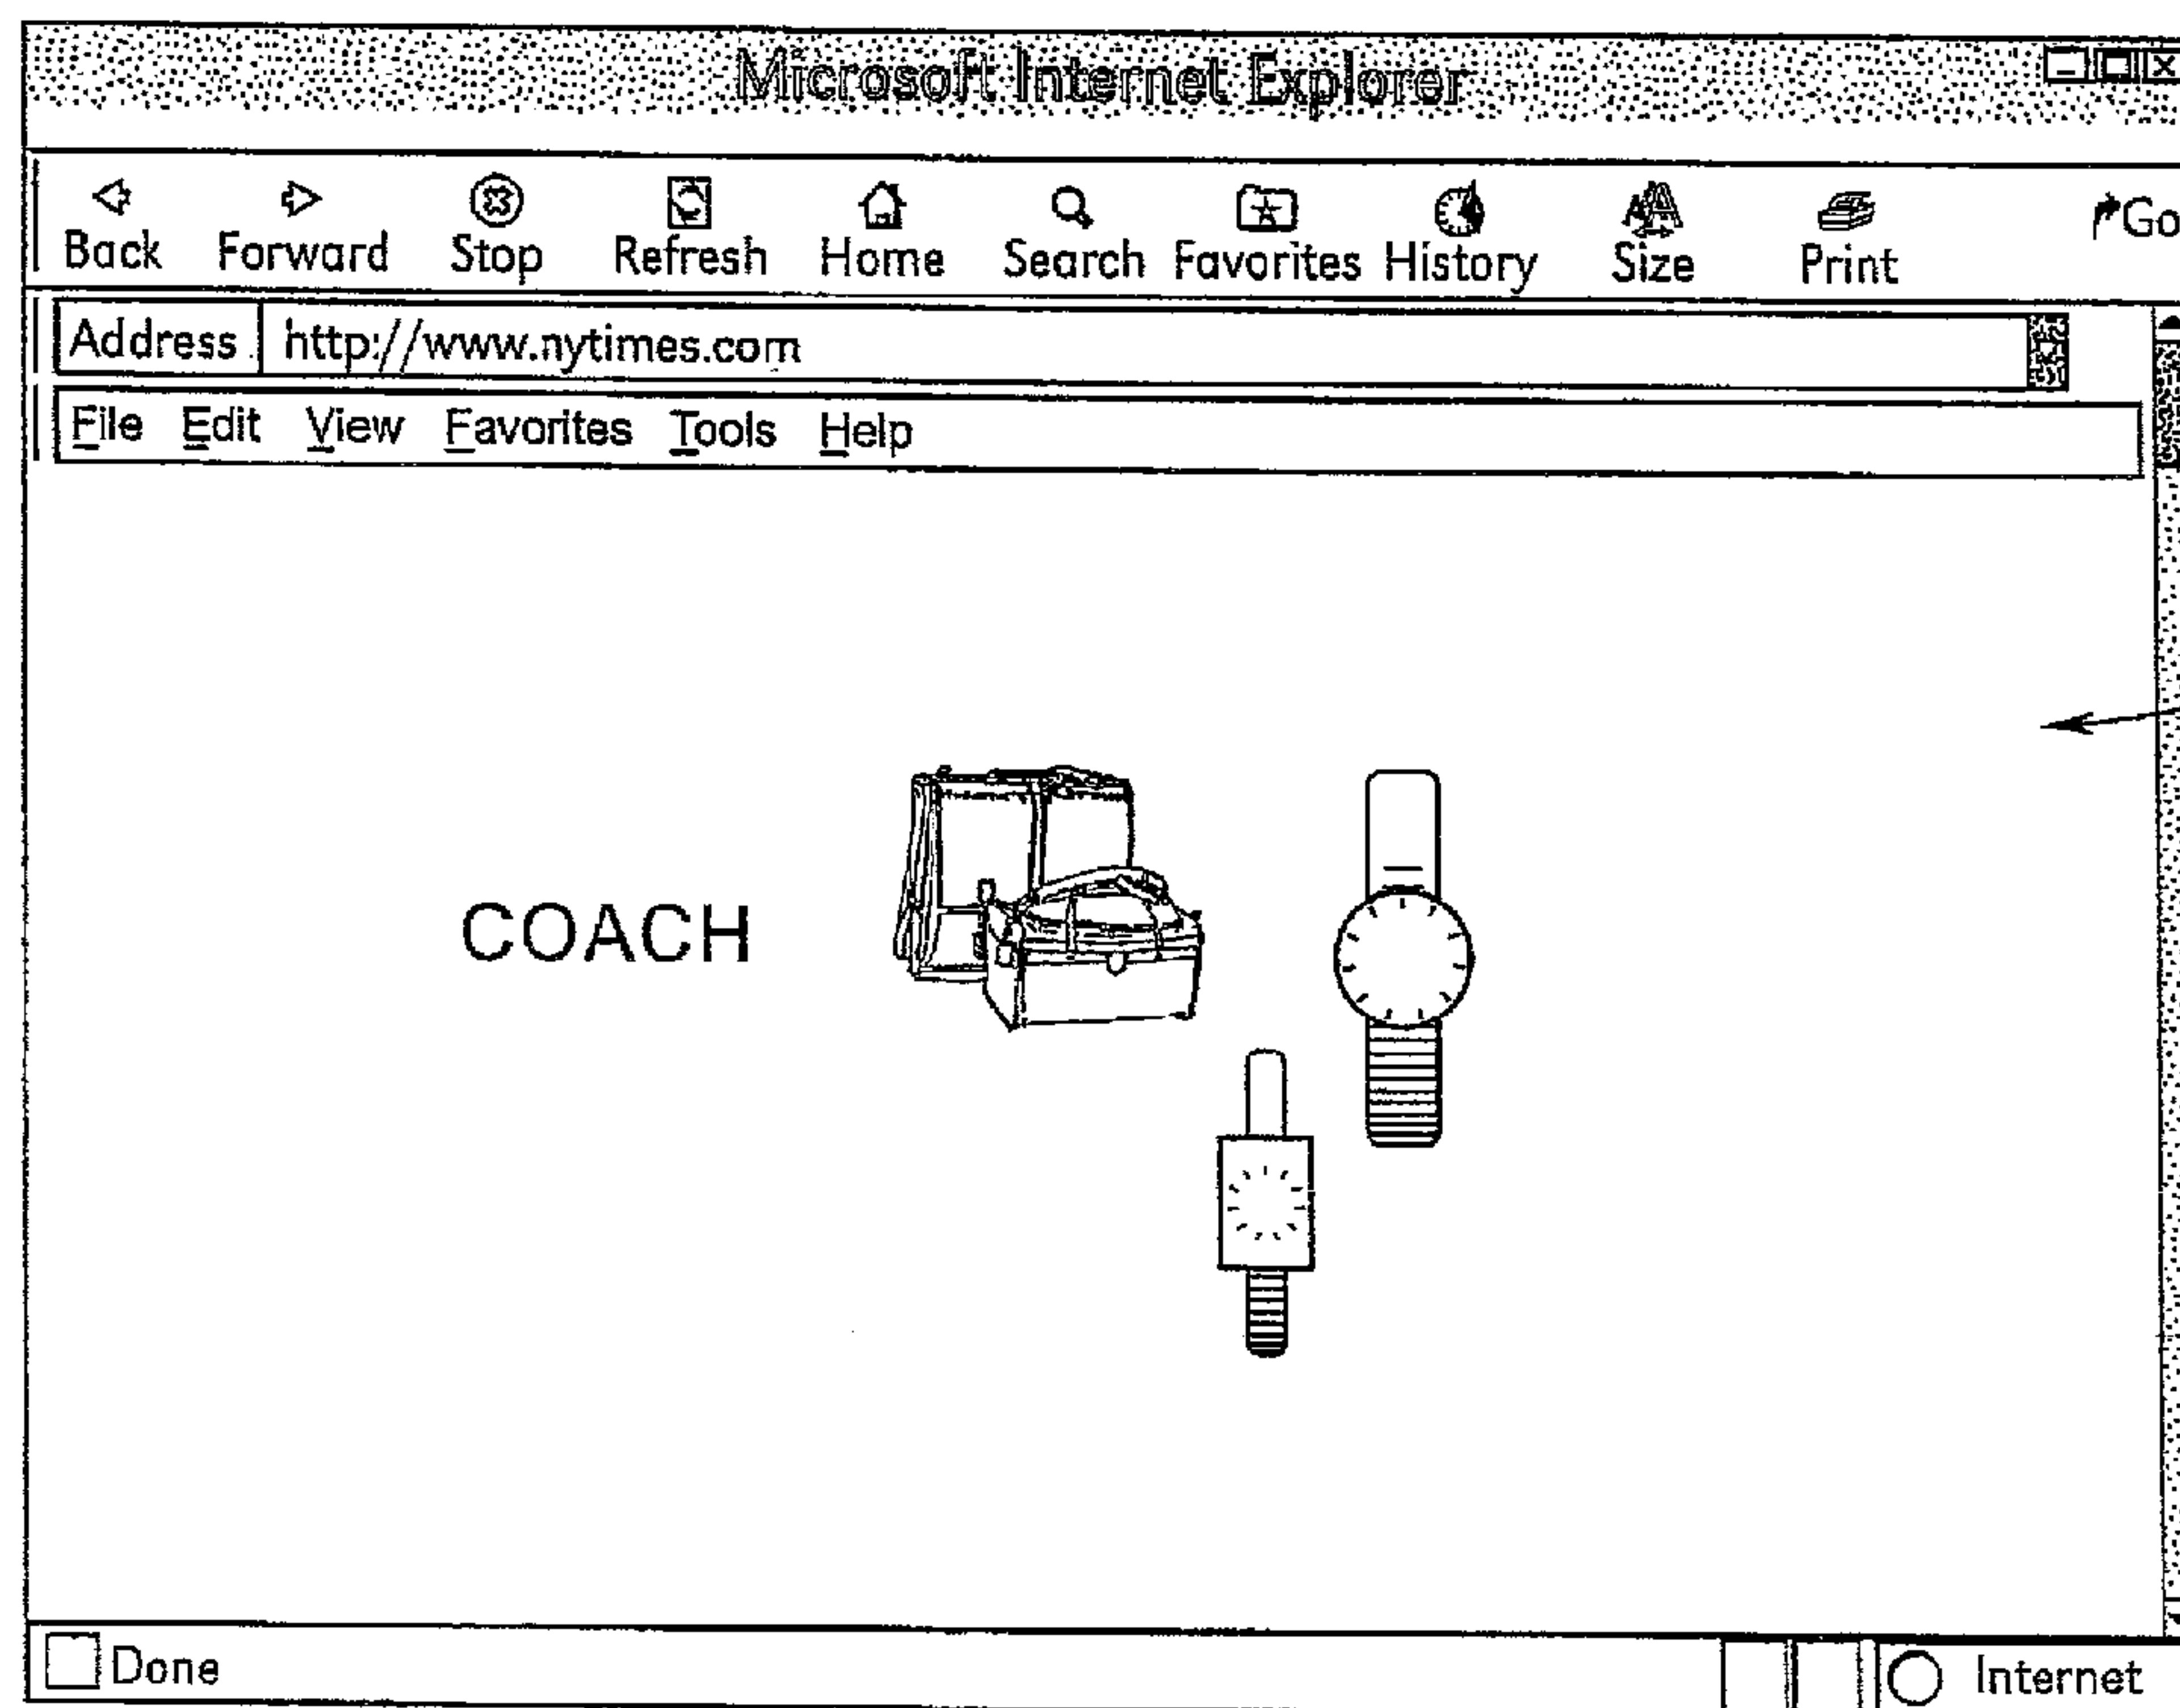 Microsoft Internet Explorer
Back Forward Stop Refresh Home Search Favorites History Size Print Go
Address http://www.nytimes.com
File Edit View Favorites Tools Help
COACH
Done Internet